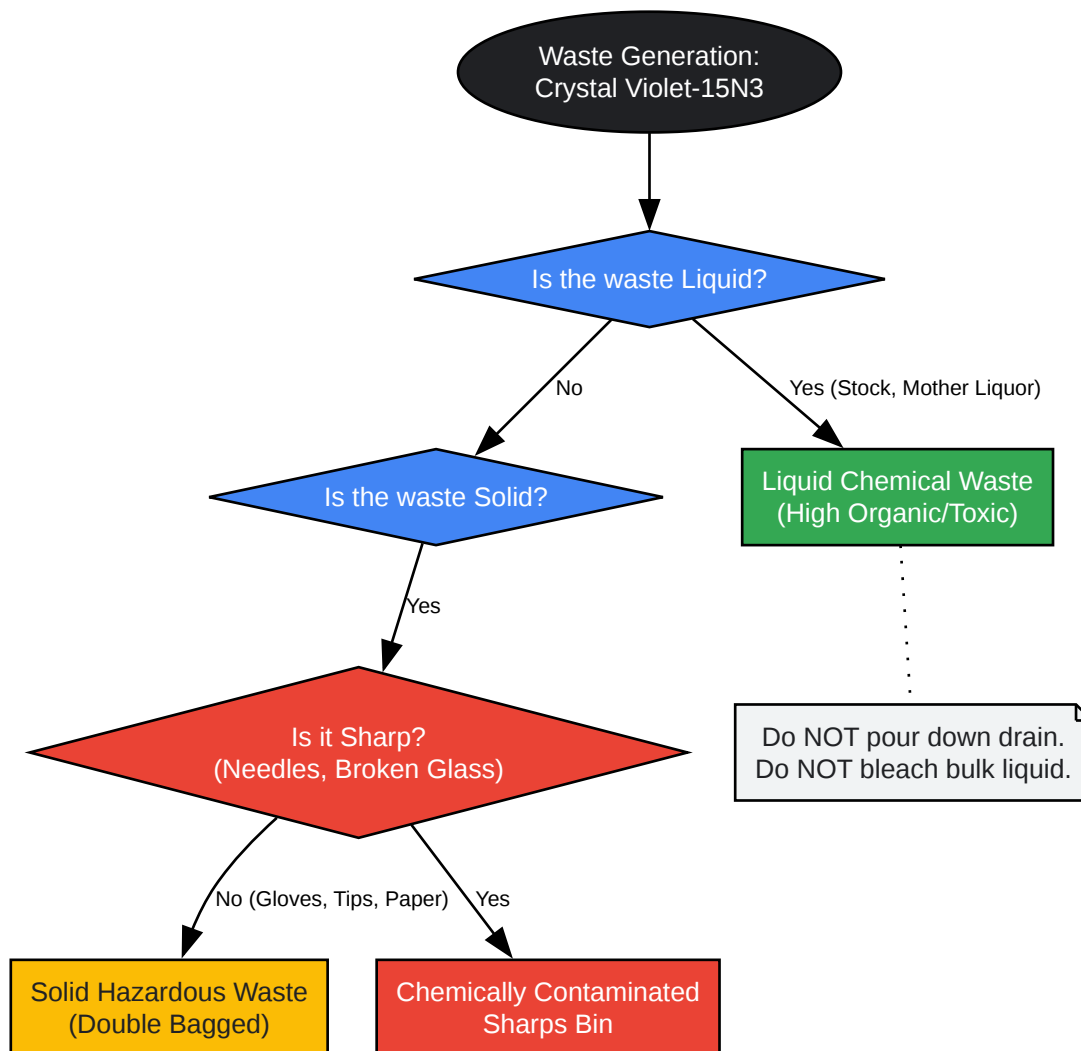 Waste Generation:
Crystal Violet-15N3
Is the waste Liquid?
No
Yes (Stock, Mother Liquor)
Is the waste Solid?
Liquid Chemical Waste
(High Organic/Toxic)
Yes
Is it Sharp?
(Needles, Broken Glass)
Do NOT pour down drain.
Do NOT bleach bulk liquid.
No (Gloves, Tips, Paper)
Yes
Solid Hazardous Waste
(Double Bagged)
Chemically Contaminated
Sharps Bin